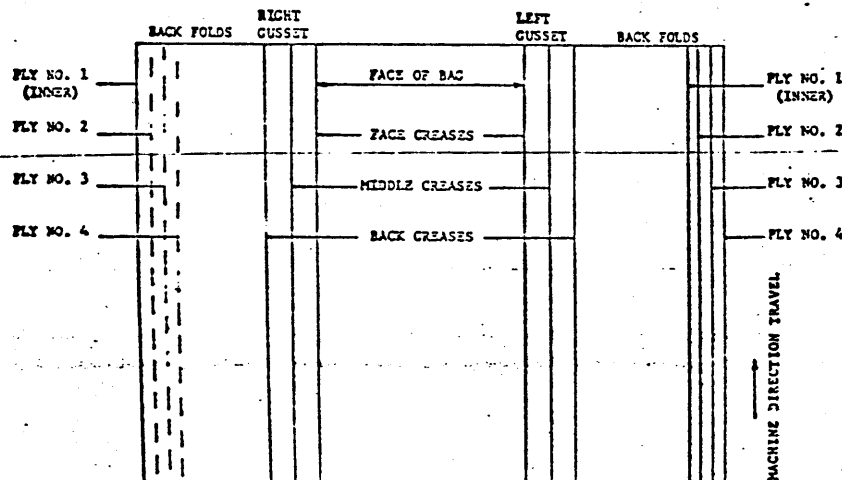 BACK FOLDS
RIGHT
GUSSET
LEFT
GUSSET
BACK FOLDS
PLY NO. 1
(INNER)
FACE OF BAG
PLY NO. 1
(INNER)
PLY NO. 2
FACE CREASES
PLY NO. 2
PLY NO. 3
MIDDLE CREASES
PLY NO. 3
PLY NO. 4
BACK CREASES
PLY NO. 4
MACHINE DIRECTION TRAVEL